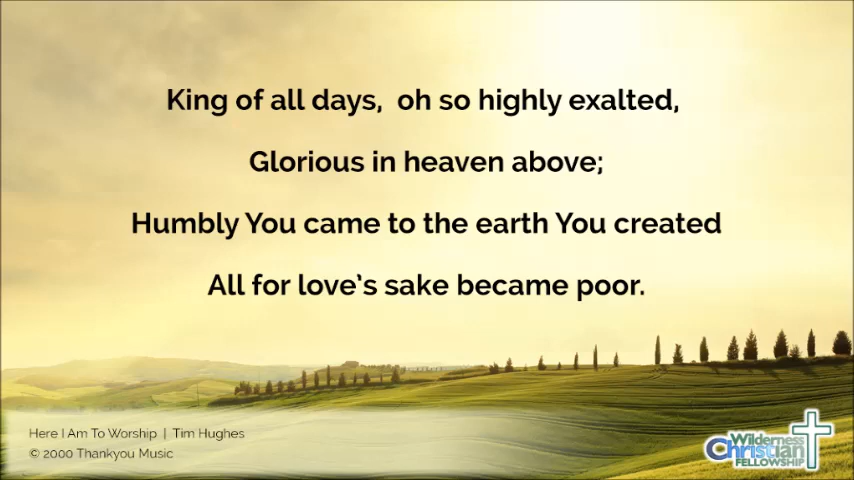 King of all days, oh so highly exalted,
Glorious in heaven above;
Humbly You came to the earth You created
All for love's sake became poor.
Here I Am To Worship | Tim Hughes
© 2000 Thankyou Music
Wilderness
Christian
FELLOWSHIP